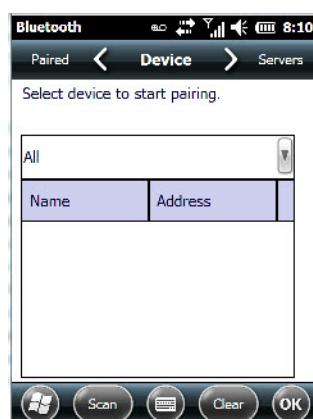 Bluetooth 8:10
Paired Device Servers
Select device to start pairing.
All
Name Address
Scan Clear OK